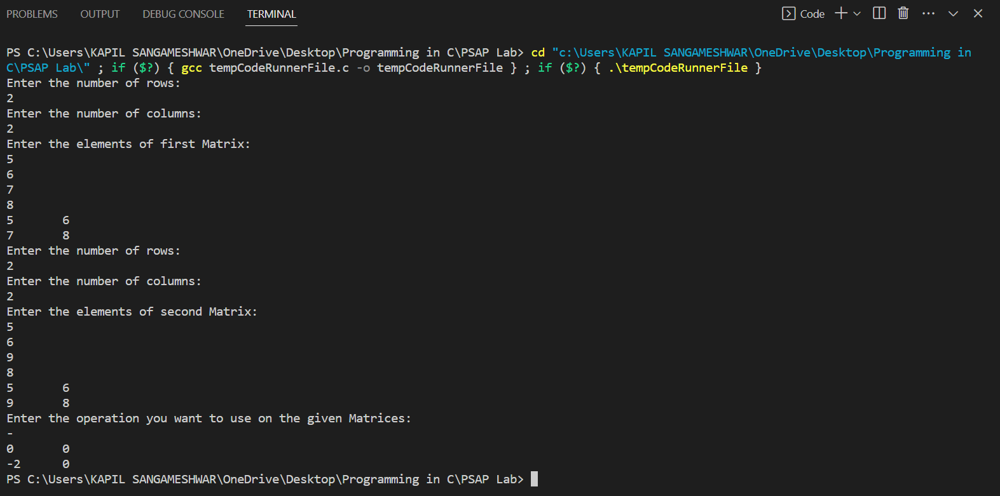 PROBLEMS OUTPUT DEBUG CONSOLE TERMINAL Code
PS C:\Users\KAPIL SANGAMESHWAR\OneDrive\Desktop\Programming in C\PSAP Lab> cd "c:\Users\KAPIL SANGAMESHWAR\OneDrive\Desktop\Programming in
C\PSAP Lab\" ; if ($?) { gcc tempCodeRunnerFile.c -o tempCodeRunnerFile } ; if ($?) { .\tempCodeRunnerFile }
Enter the number of rows:
2
Enter the number of columns:
2
Enter the elements of first Matrix:
5
6
7
8
5 6
7 8
Enter the number of rows:
2
Enter the number of columns:
2
Enter the elements of second Matrix:
5
6
9
8
5 6
9 8
Enter the operation you want to use on the given Matrices:
-
0 0
-2 0
PS C:\Users\KAPIL SANGAMESHWAR\OneDrive\Desktop\Programming in C\PSAP Lab>